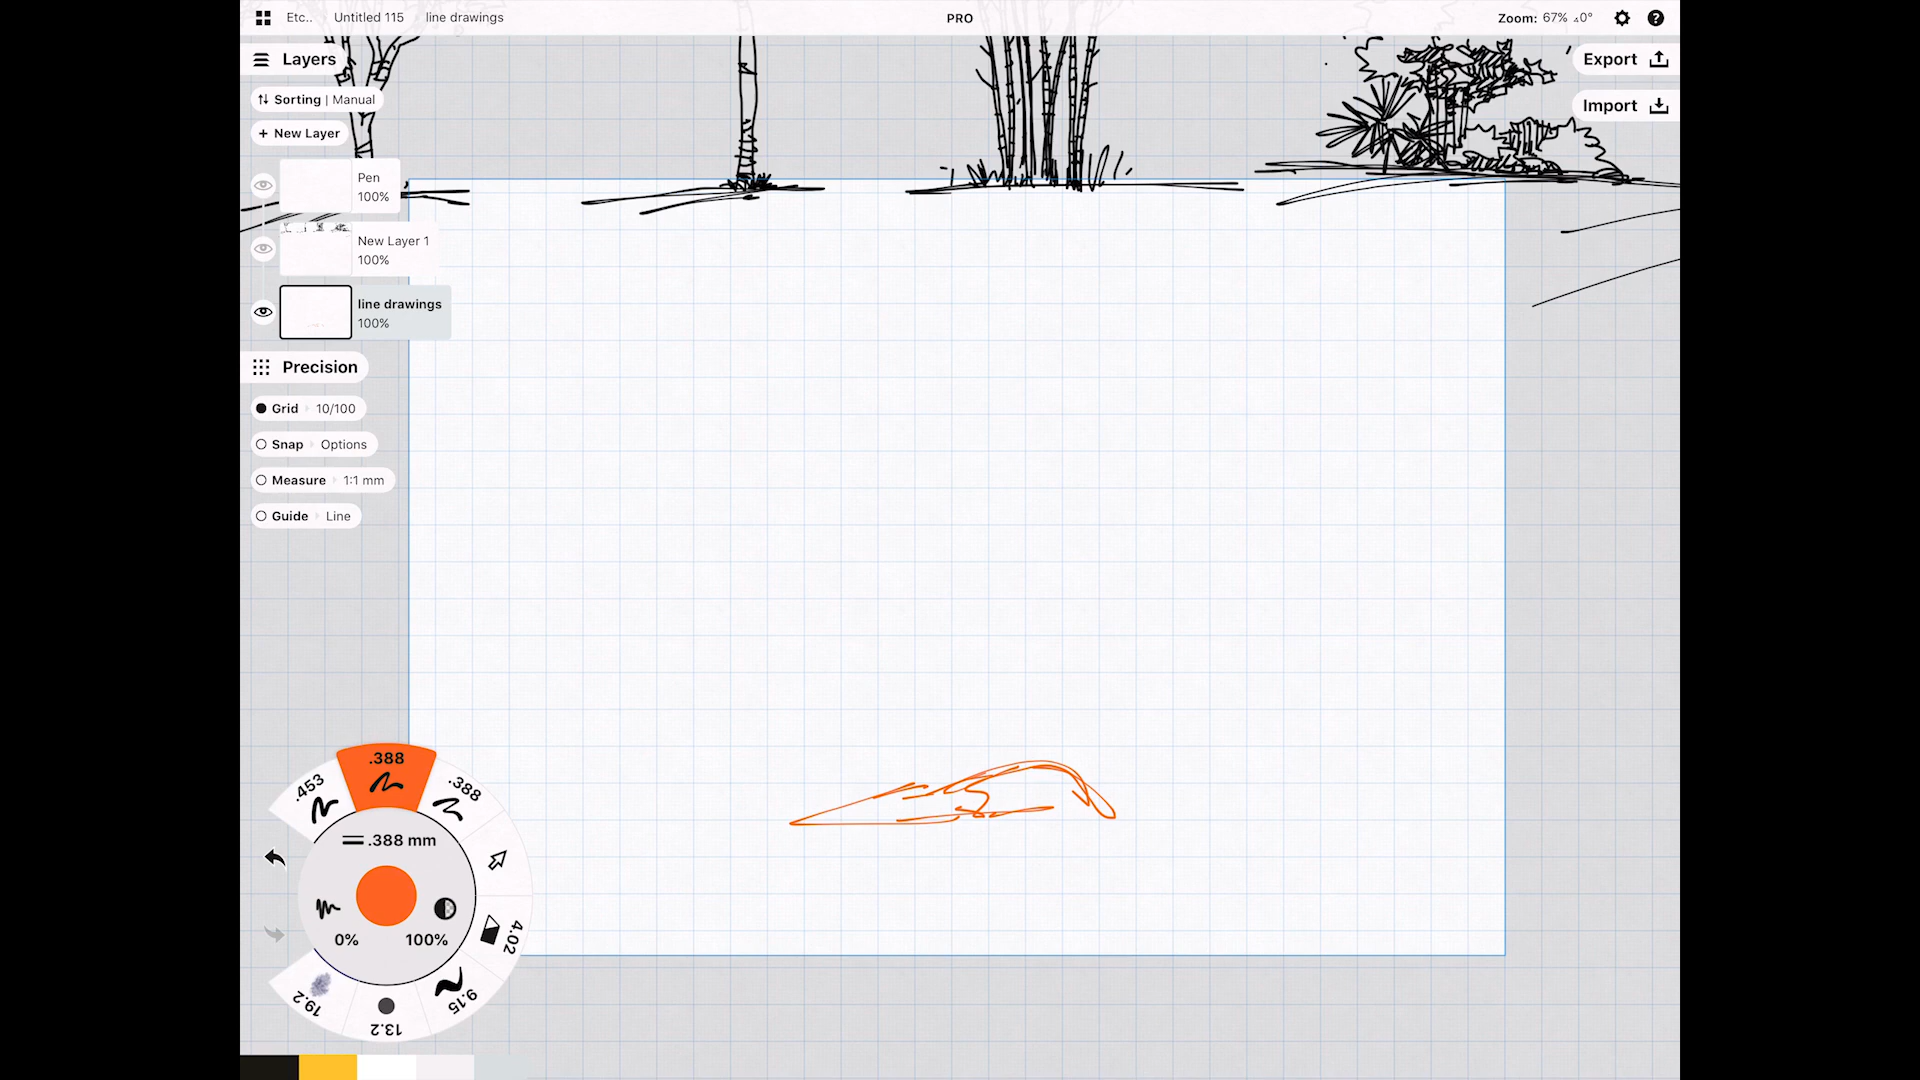 Etc.. Untitled 115 line drawings
PRO
Zoom: 67% ⦟0°
Layers
Export
Sorting | Manual
Import
+ New Layer
Pen
100%
New Layer 1
100%
line drawings
100%
Precision
Grid 10/100
Snap Options
Measure 1:1 mm
Guide Line
.453
.388
.388
.388 mm
0%
100%
4.02
9.15
13.2
19.2